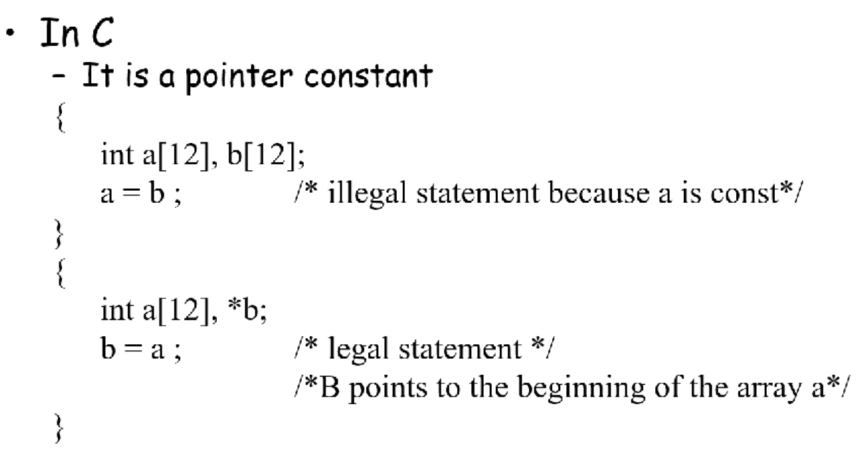 • In C
– It is a pointer constant
{
int a[12], b[12];
a = b ; /* illegal statement because a is const*/
}
{
int a[12], *b;
b = a ; /* legal statement */
/*B points to the beginning of the array a*/
}